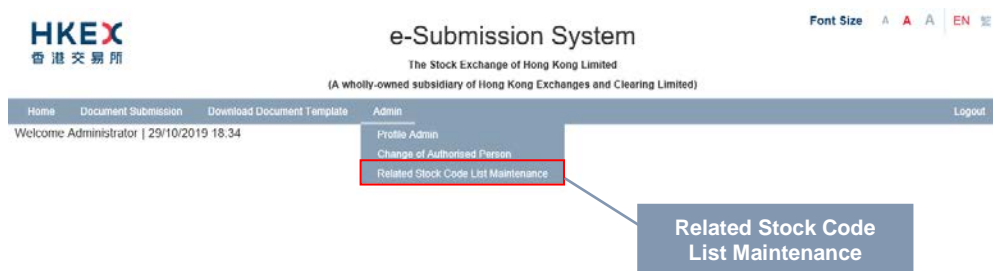 HKEX
香港交易所
e-Submission System
The Stock Exchange of Hong Kong Limited
(A wholly-owned subsidiary of Hong Kong Exchanges and Clearing Limited)
Font Size A A A EN 繁
Home Document Submission Download Document Template Admin Logout
Welcome Administrator | 29/10/2019 18:34
Profile Admin
Change of Authorised Person
Related Stock Code List Maintenance
Related Stock Code
List Maintenance